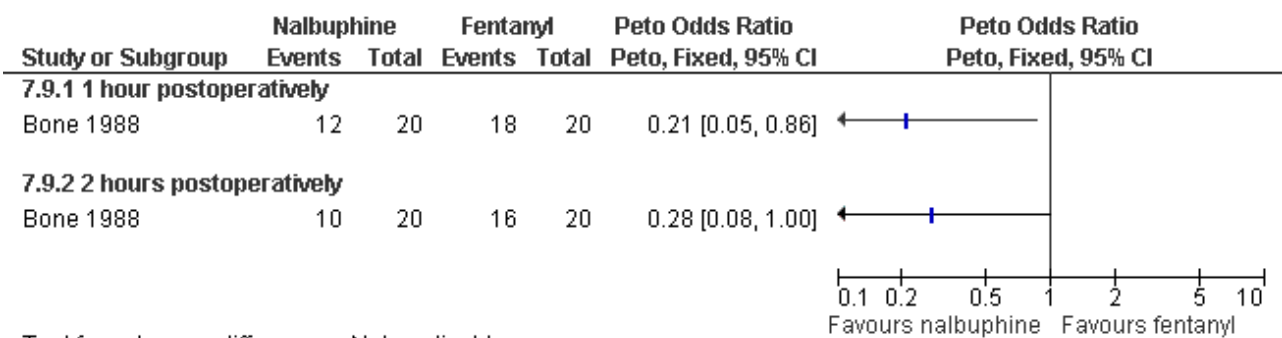 Nalbuphine Fentanyl Peto Odds Ratio Peto Odds Ratio
Study or Subgroup Events Total Events Total Peto, Fixed, 95% CI Peto, Fixed, 95% CI
7.9.1 1 hour postoperatively
Bone 1988 12 20 18 20 0.21 [0.05, 0.86]
7.9.2 2 hours postoperatively
Bone 1988 10 20 16 20 0.28 [0.08, 1.00]
0.1 0.2 0.5 1 2 5 10
Favours nalbuphine Favours fentanyl